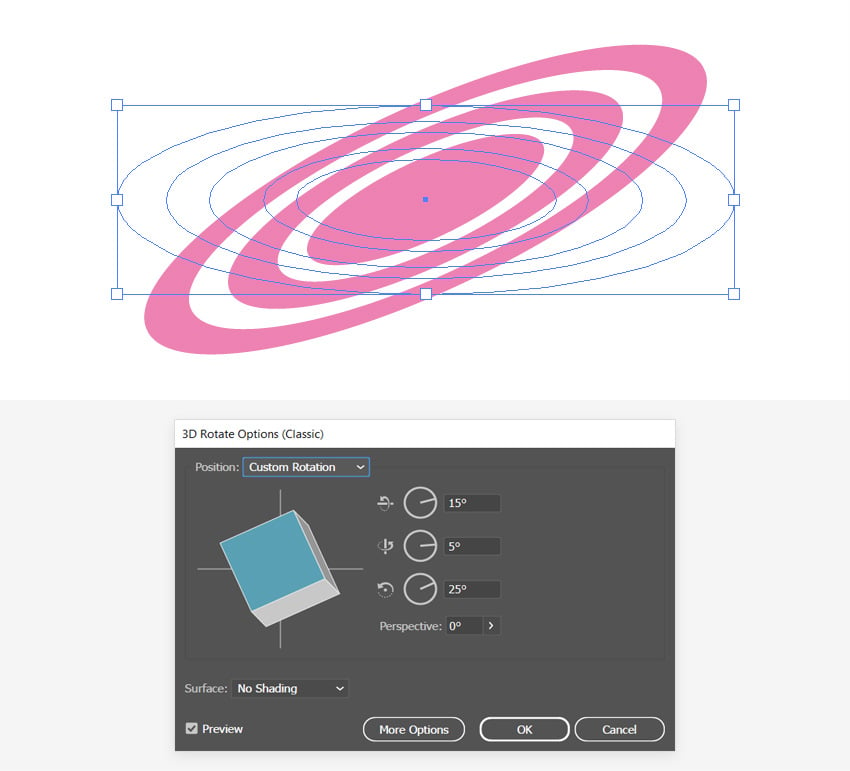 3D Rotate Options (Classic)
Position: Custom Rotation
15°
5°
25°
Perspective: 0°
Surface: No Shading
Preview More Options OK Cancel